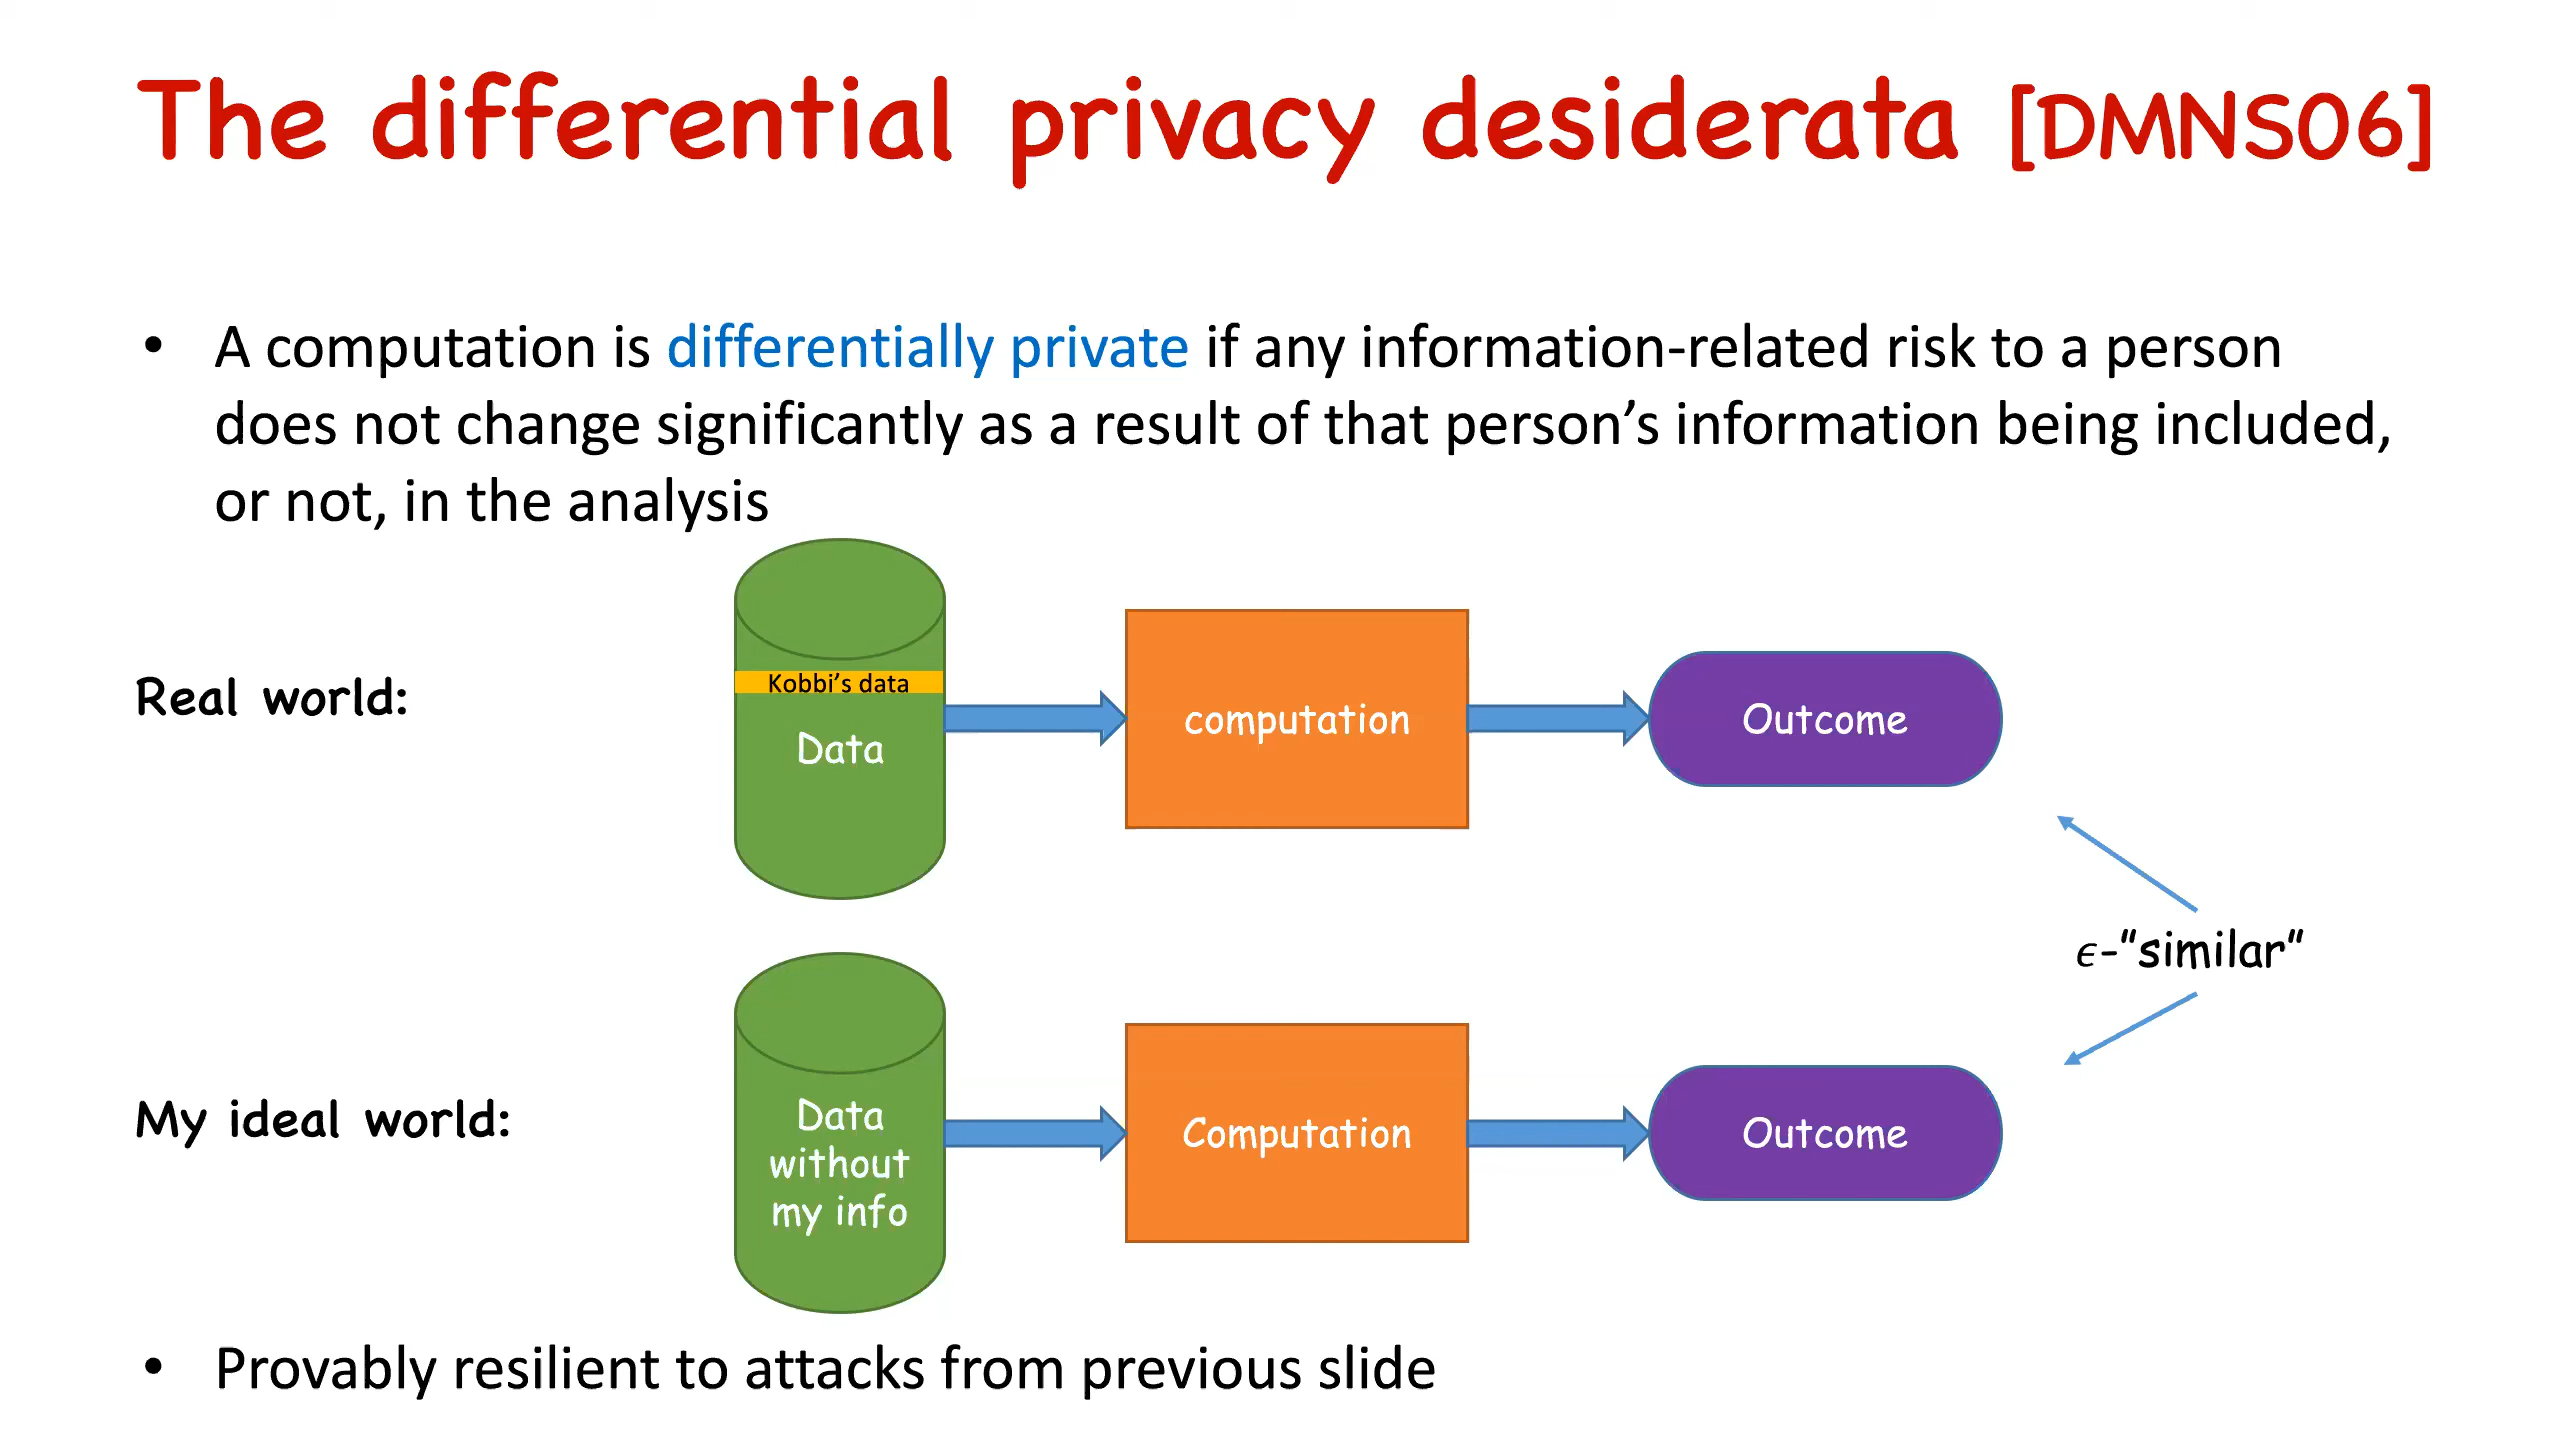 The differential privacy desiderata [DMNS06]
• A computation is differentially private if any information-related risk to a person
does not change significantly as a result of that person’s information being included,
or not, in the analysis
Real world:
Kobbi’s data
Data
computation
Outcome
ϵ-"similar"
My ideal world:
Data
without
my info
Computation
Outcome
• Provably resilient to attacks from previous slide